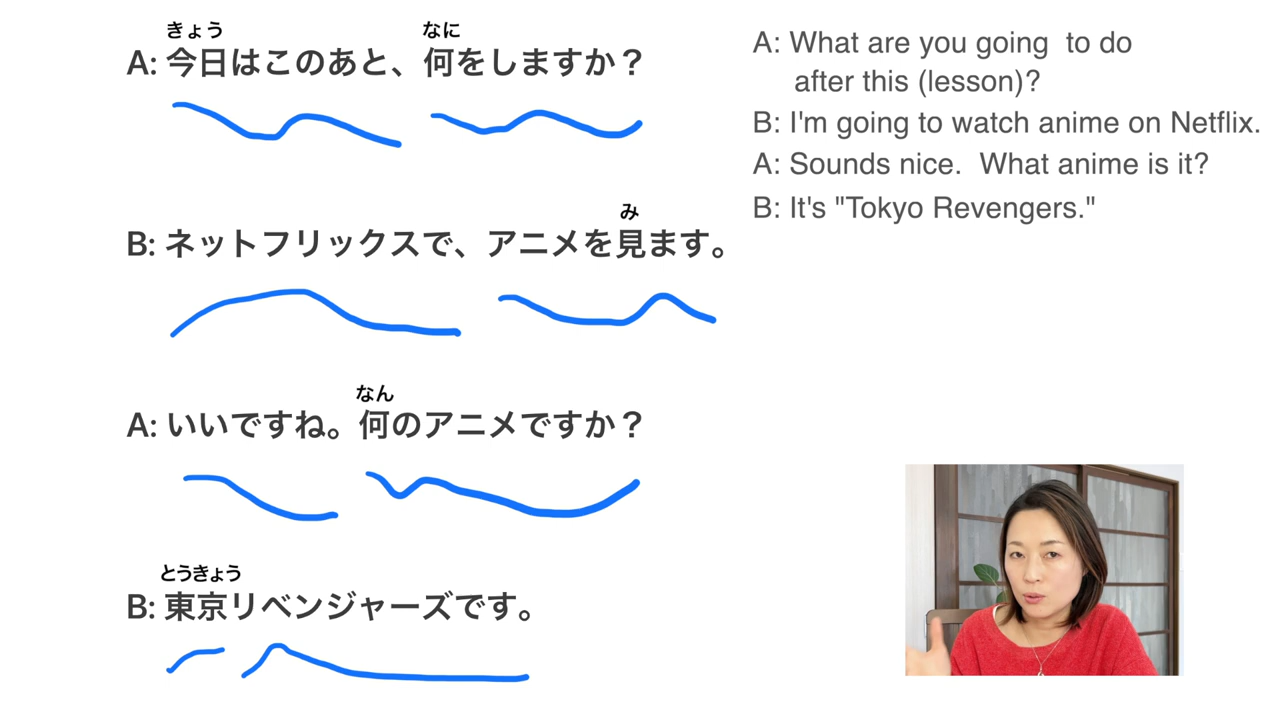 きょう なに
A: 今日はこのあと、何をしますか？
み
B: ネットフリックスで、アニメを見ます。
なん
A: いいですね。何のアニメですか？
とうきょう
B: 東京リベンジャーズです。
A: What are you going to do
after this (lesson)?
B: I'm going to watch anime on Netflix.
A: Sounds nice. What anime is it?
B: It's "Tokyo Revengers."